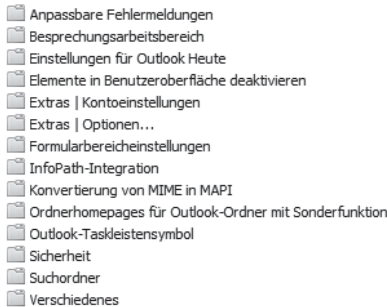 Anpassbare Fehlermeldungen
Besprechungsarbeitsbereich
Einstellungen für Outlook Heute
Elemente in Benutzeroberfläche deaktivieren
Extras | Kontoeinstellungen
Extras | Optionen...
Formularbereicheinstellungen
InfoPath-Integration
Konvertierung von MIME in MAPI
Ordnerhomepages für Outlook-Ordner mit Sonderfunktion
Outlook-Taskleistensymbol
Sicherheit
Suchordner
Verschiedenes